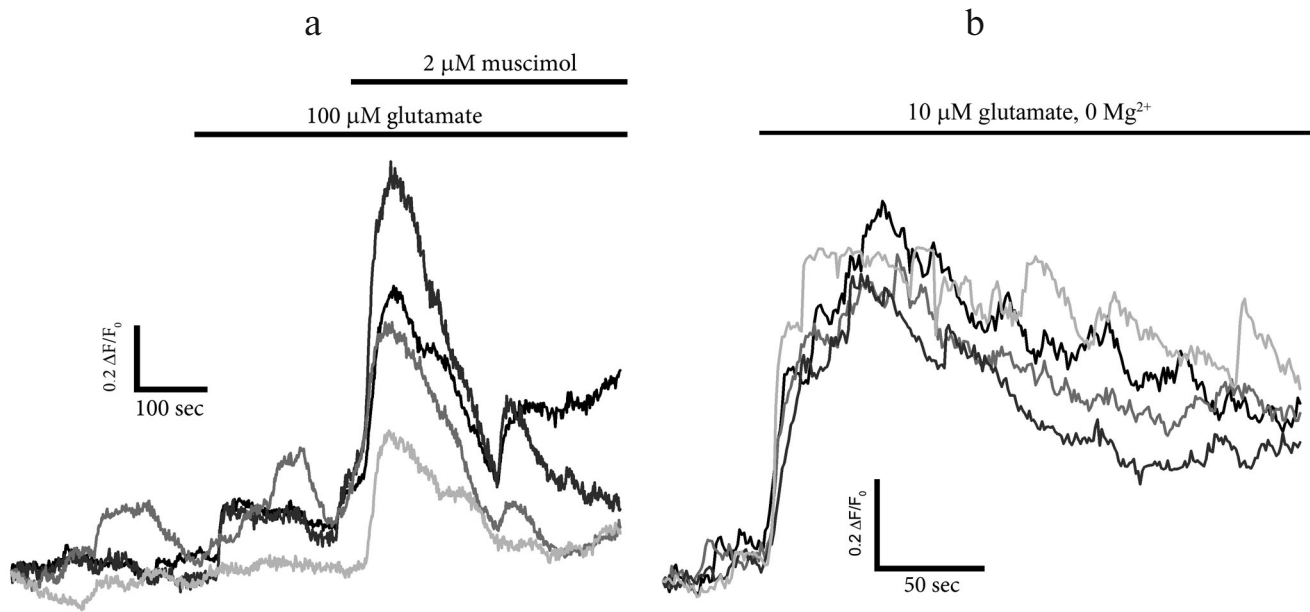 a
2 μM muscimol
100 μM glutamate
0.2 ΔF/F₀
100 sec
b
10 μM glutamate, 0 Mg²⁺
0.2 ΔF/F₀
50 sec